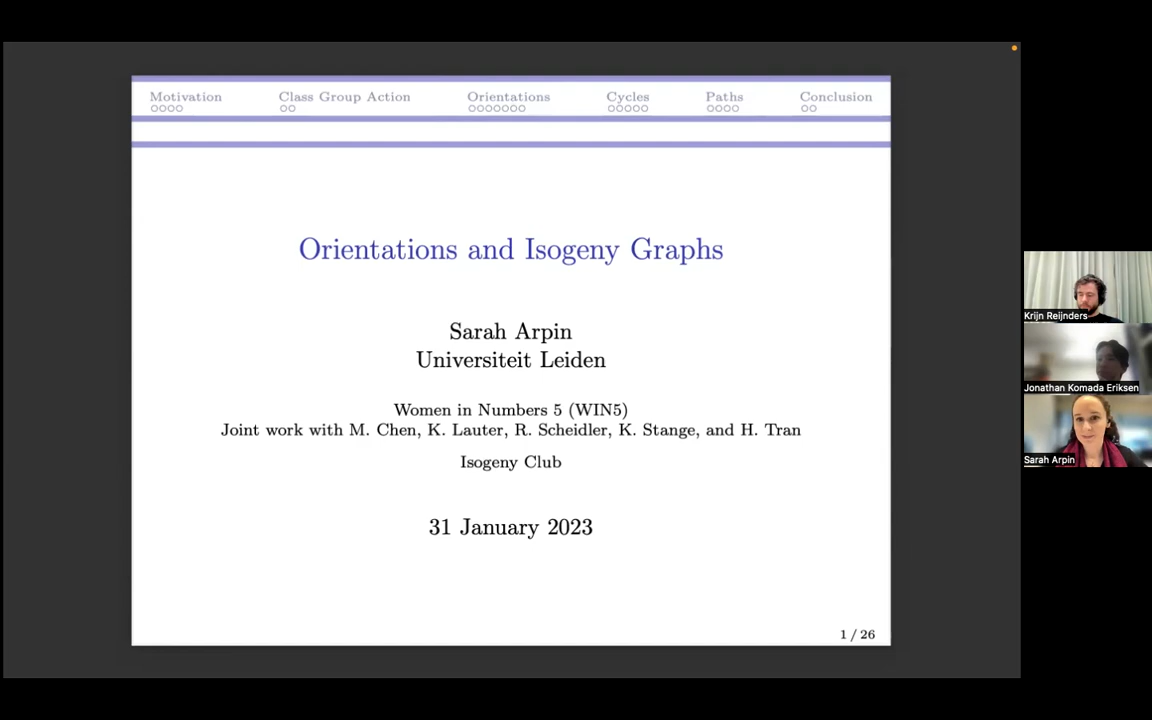 Motivation Class Group Action Orientations Cycles Paths Conclusion
Orientations and Isogeny Graphs
Sarah Arpin
Universiteit Leiden
Women in Numbers 5 (WIN5)
Joint work with M. Chen, K. Lauter, R. Scheidler, K. Stange, and H. Tran
Isogeny Club
31 January 2023
1 / 26
Krijn Reijnders
Jonathan Komada Eriksen
Sarah Arpin